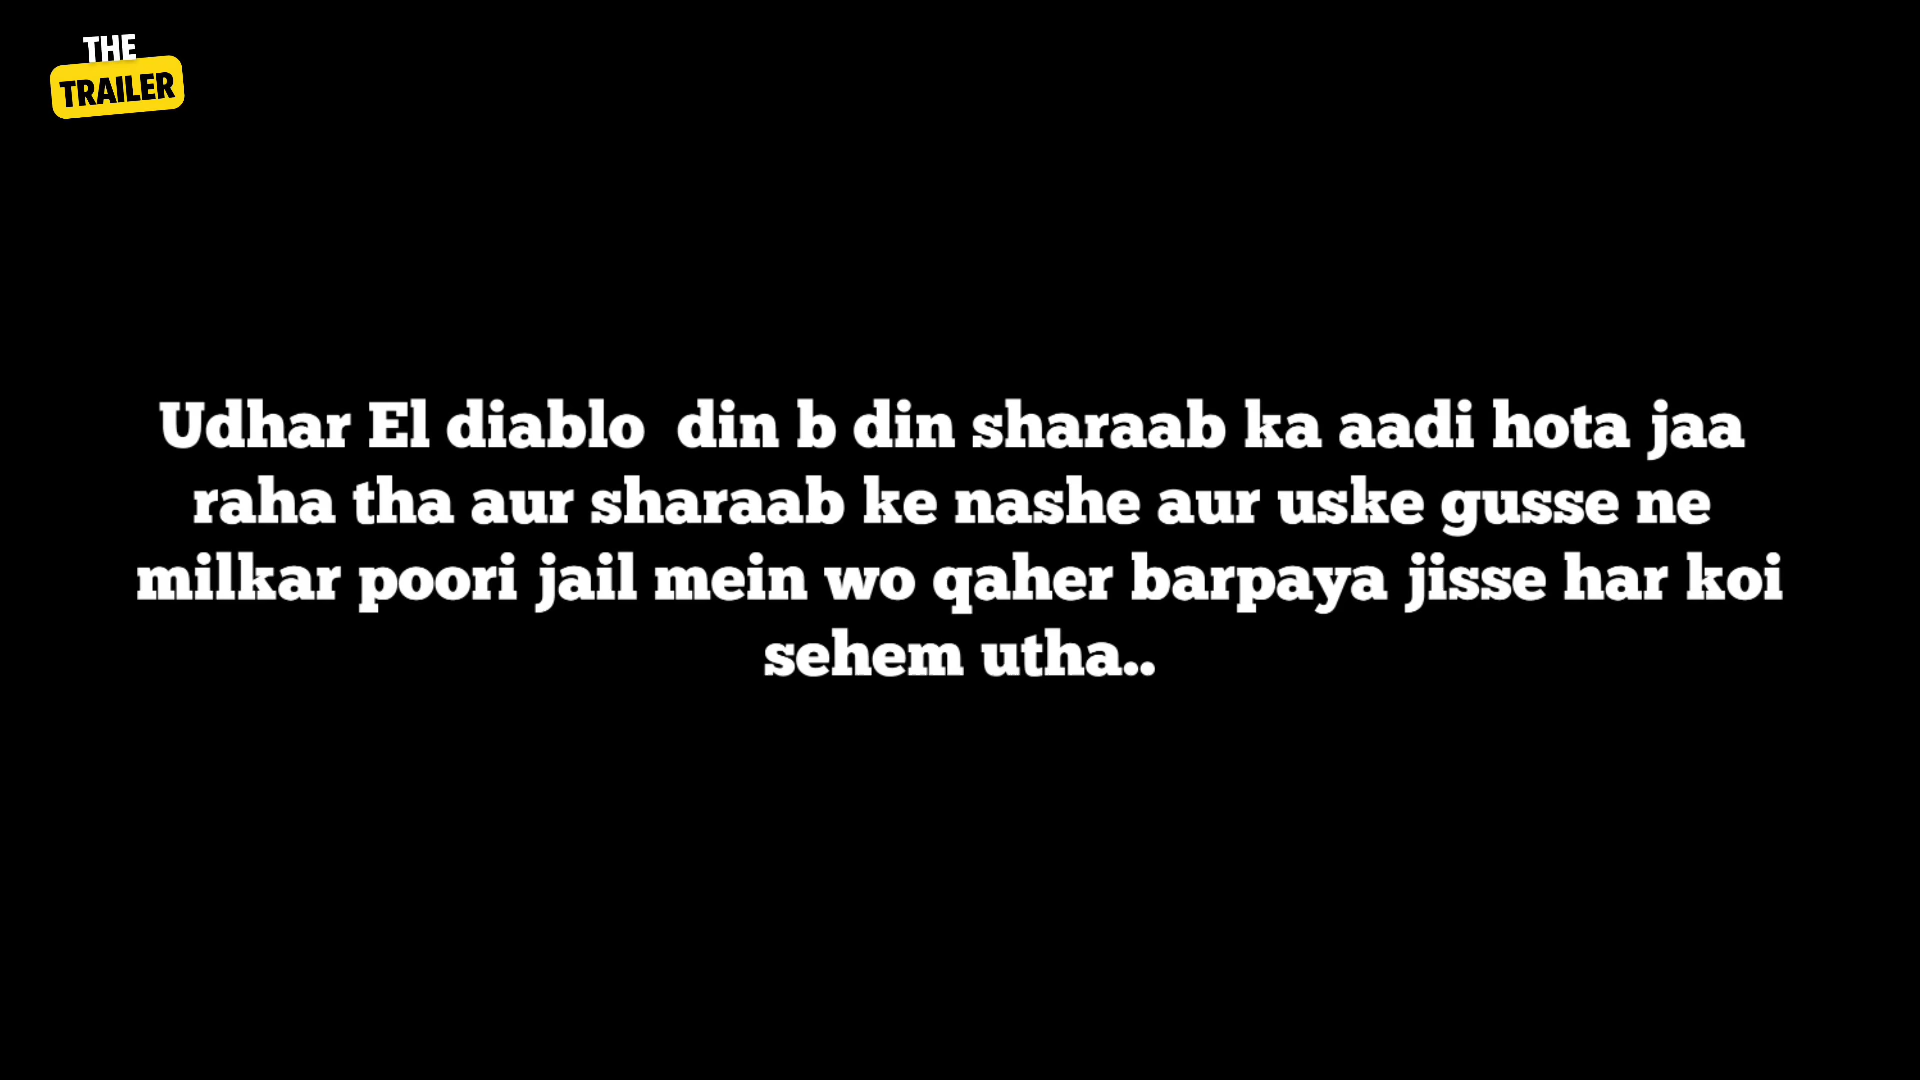 THE
TRAILER
Udhar El diablo  din b din sharaab ka aadi hota jaa
raha tha aur sharaab ke nashe aur uske gusse ne
milkar poori jail mein wo qaher barpaya jisse har koi
sehem utha..